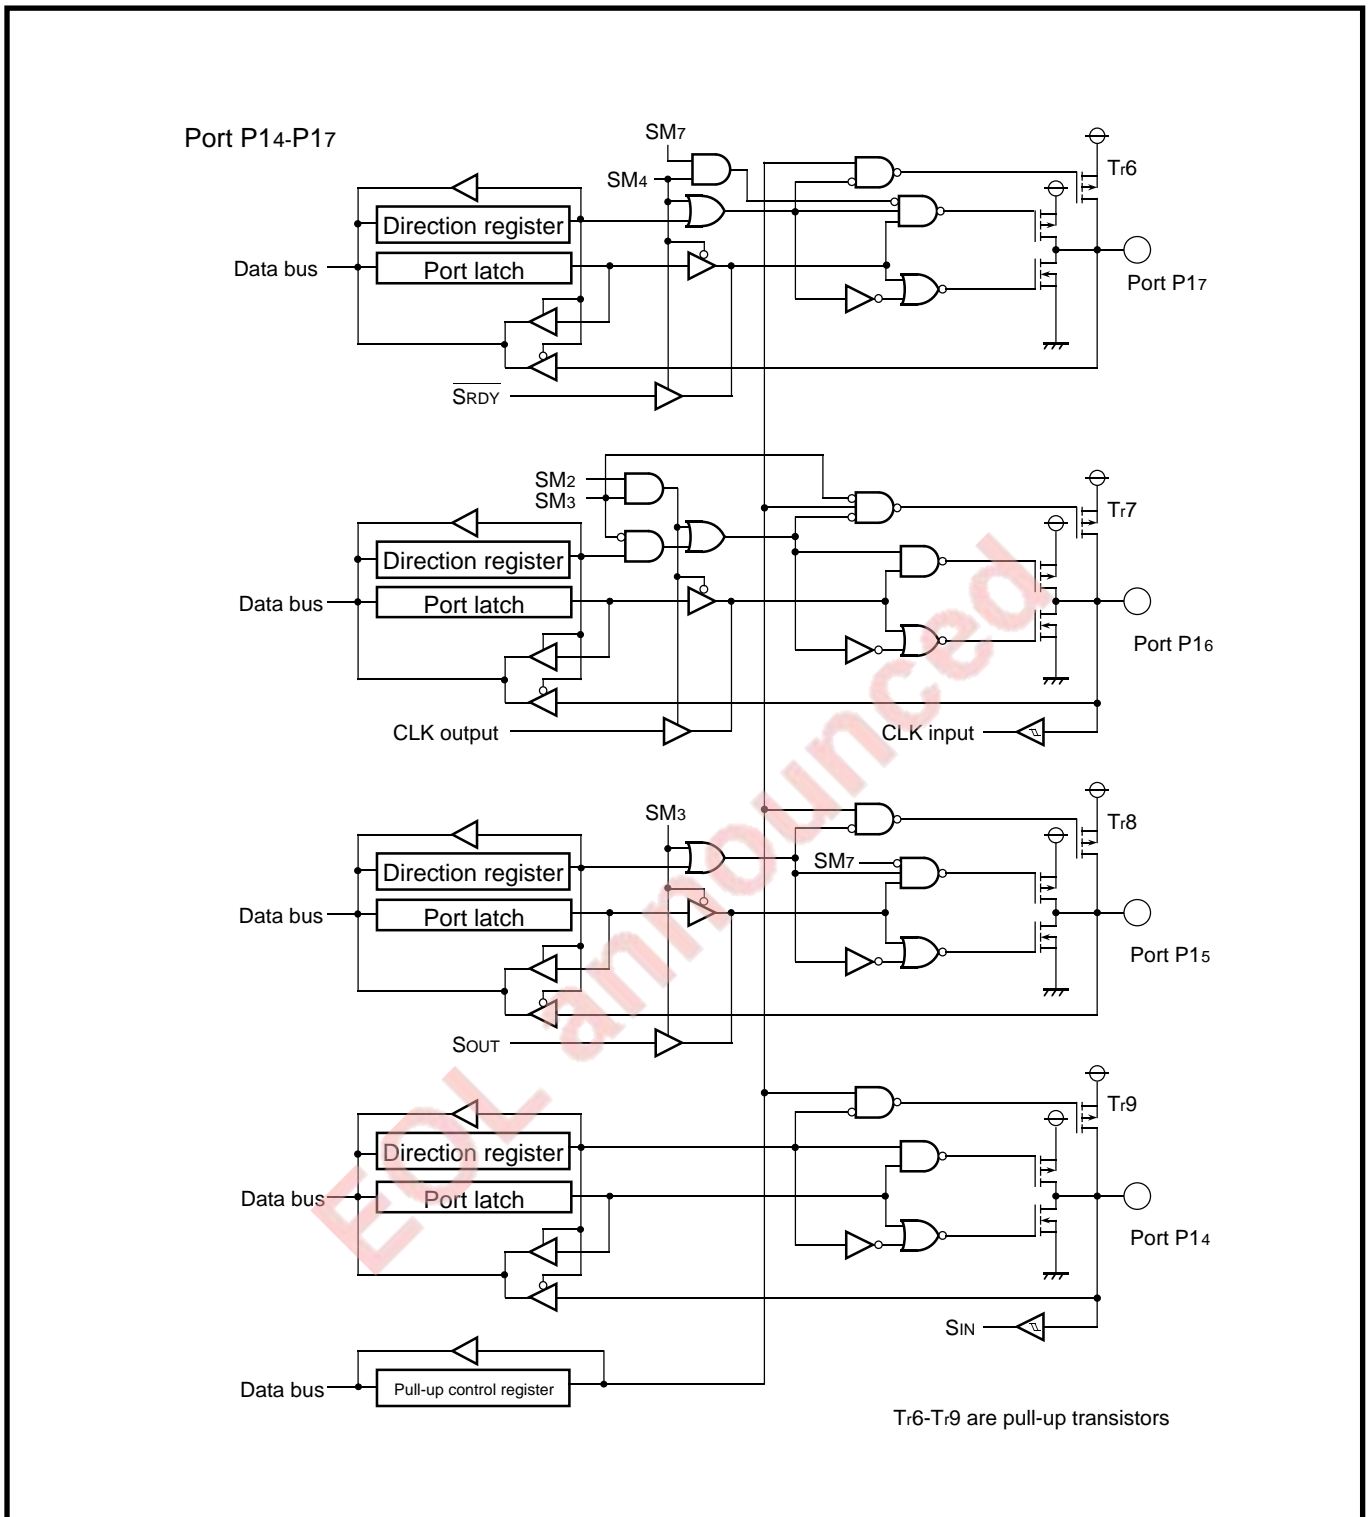 Port P14-P17
SM7
SM4
Tr6
Direction register
Port latch
Data bus
Port P17
SRDY
SM2
SM3
Tr7
Direction register
Port latch
Data bus
Port P16
CLK output
CLK input
SM3
Tr8
Direction register
SM7
Port latch
Data bus
Port P15
SOUT
Tr9
Direction register
Port latch
Data bus
Port P14
SIN
Data bus
Pull-up control register
Tr6-Tr9 are pull-up transistors
EOL announced